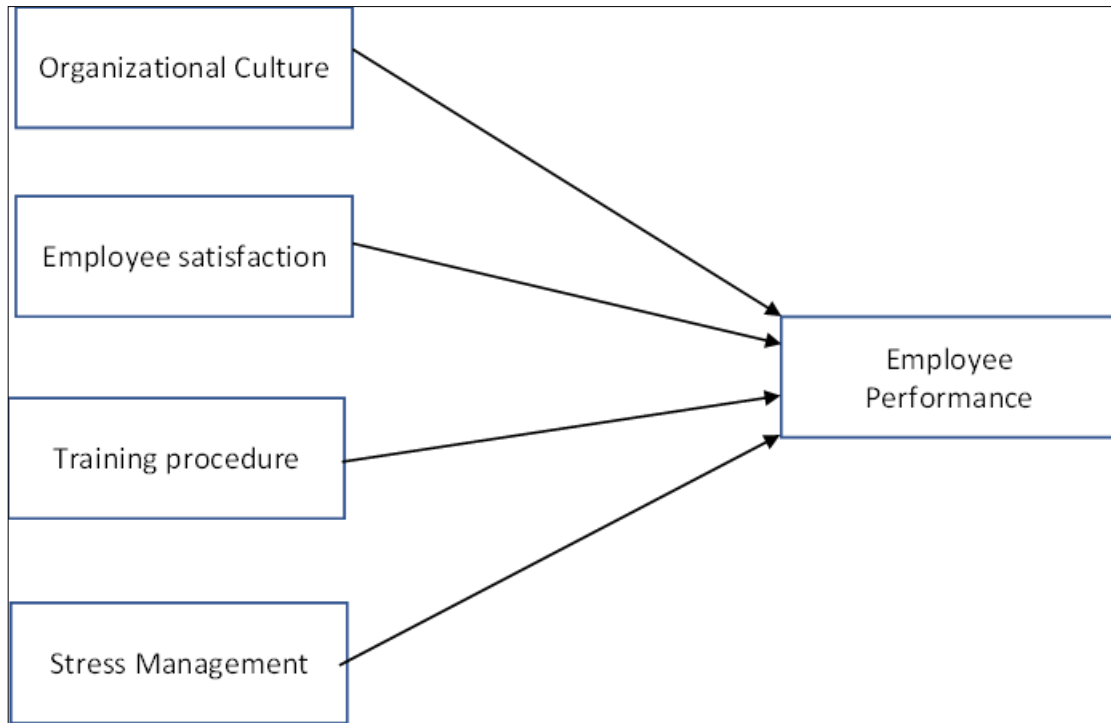 Organizational Culture
Employee satisfaction
Employee
Performance
Training procedure
Stress Management